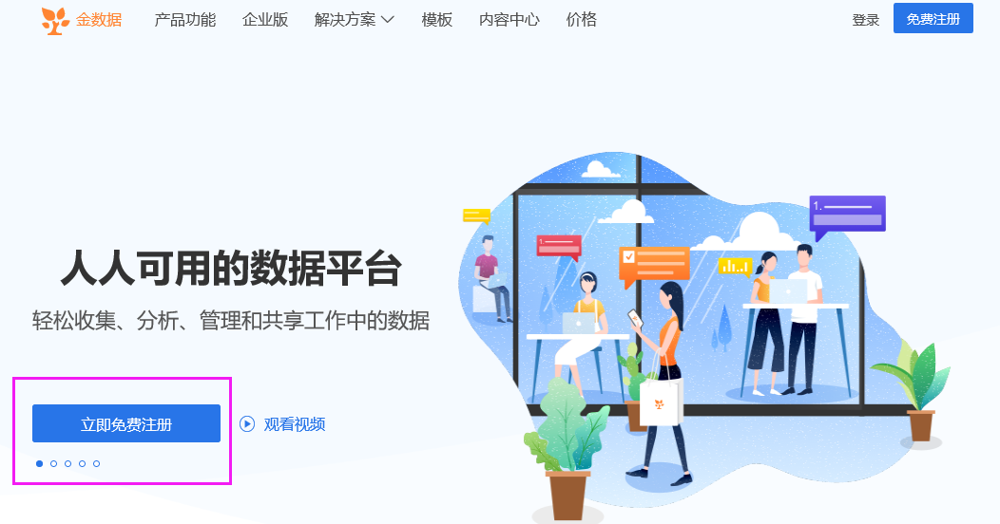 金数据 产品功能 企业版 解决方案 模板 内容中心 价格 登录 免费注册
1.
1.
人人可用的数据平台
轻松收集、分析、管理和共享工作中的数据
立即免费注册 观看视频